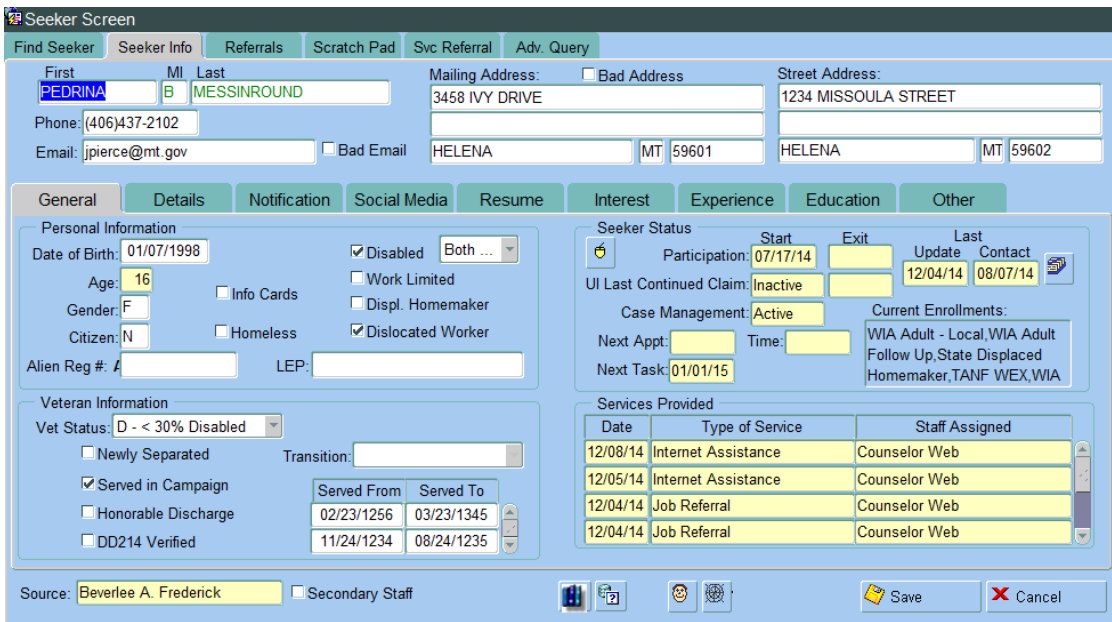 Seeker Screen
Find Seeker Seeker Info Referrals Scratch Pad Svc Referral Adv. Query
First MI Last Mailing Address: Bad Address Street Address:
PEDRINA B MESSINROUND 3458 IVY DRIVE 1234 MISSOULA STREET
Phone: (406)437-2102
Email: jpierce@mt.gov Bad Email HELENA MT 59601 HELENA MT 59602
General Details Notification Social Media Resume Interest Experience Education Other
Personal Information
Date of Birth: 01/07/1998 Disabled Both ...
Age: 16 Work Limited
Info Cards
Gender: F Displ. Homemaker
Citizen: N Homeless Dislocated Worker
Alien Reg #: A LEP:
Seeker Status
Start Exit Last
Participation: 07/17/14 Update Contact
12/04/14 08/07/14
UI Last Continued Claim: Inactive
Case Management: Active Current Enrollments:
Next Appt: Time: WIA Adult - Local,WIA Adult
Follow Up,State Displaced
Next Task: 01/01/15 Homemaker,TANF WEX,WIA
Veteran Information
Vet Status: D - < 30% Disabled
Newly Separated Transition:
Served in Campaign Served From Served To
Honorable Discharge 02/23/1256 03/23/1345
DD214 Verified 11/24/1234 08/24/1235
Services Provided
Date Type of Service Staff Assigned
12/08/14 Internet Assistance Counselor Web
12/05/14 Internet Assistance Counselor Web
12/04/14 Job Referral Counselor Web
12/04/14 Job Referral Counselor Web
Source: Beverlee A. Frederick Secondary Staff Save Cancel